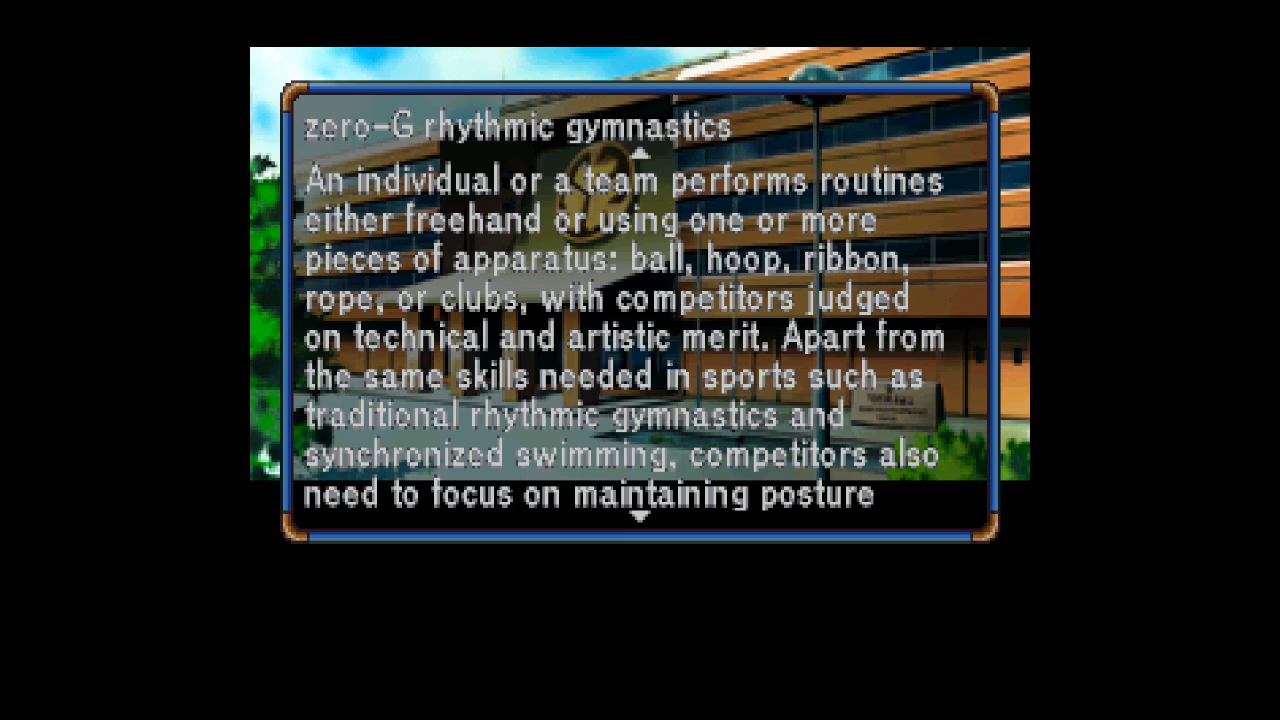 zero-G rhythmic gymnastics
An individual or a team performs routines
either freehand or using one or more
pieces of apparatus: ball, hoop, ribbon,
rope, or clubs, with competitors judged
on technical and artistic merit. Apart from
the same skills needed in sports such as
traditional rhythmic gymnastics and
synchronized swimming, competitors also
need to focus on maintaining posture